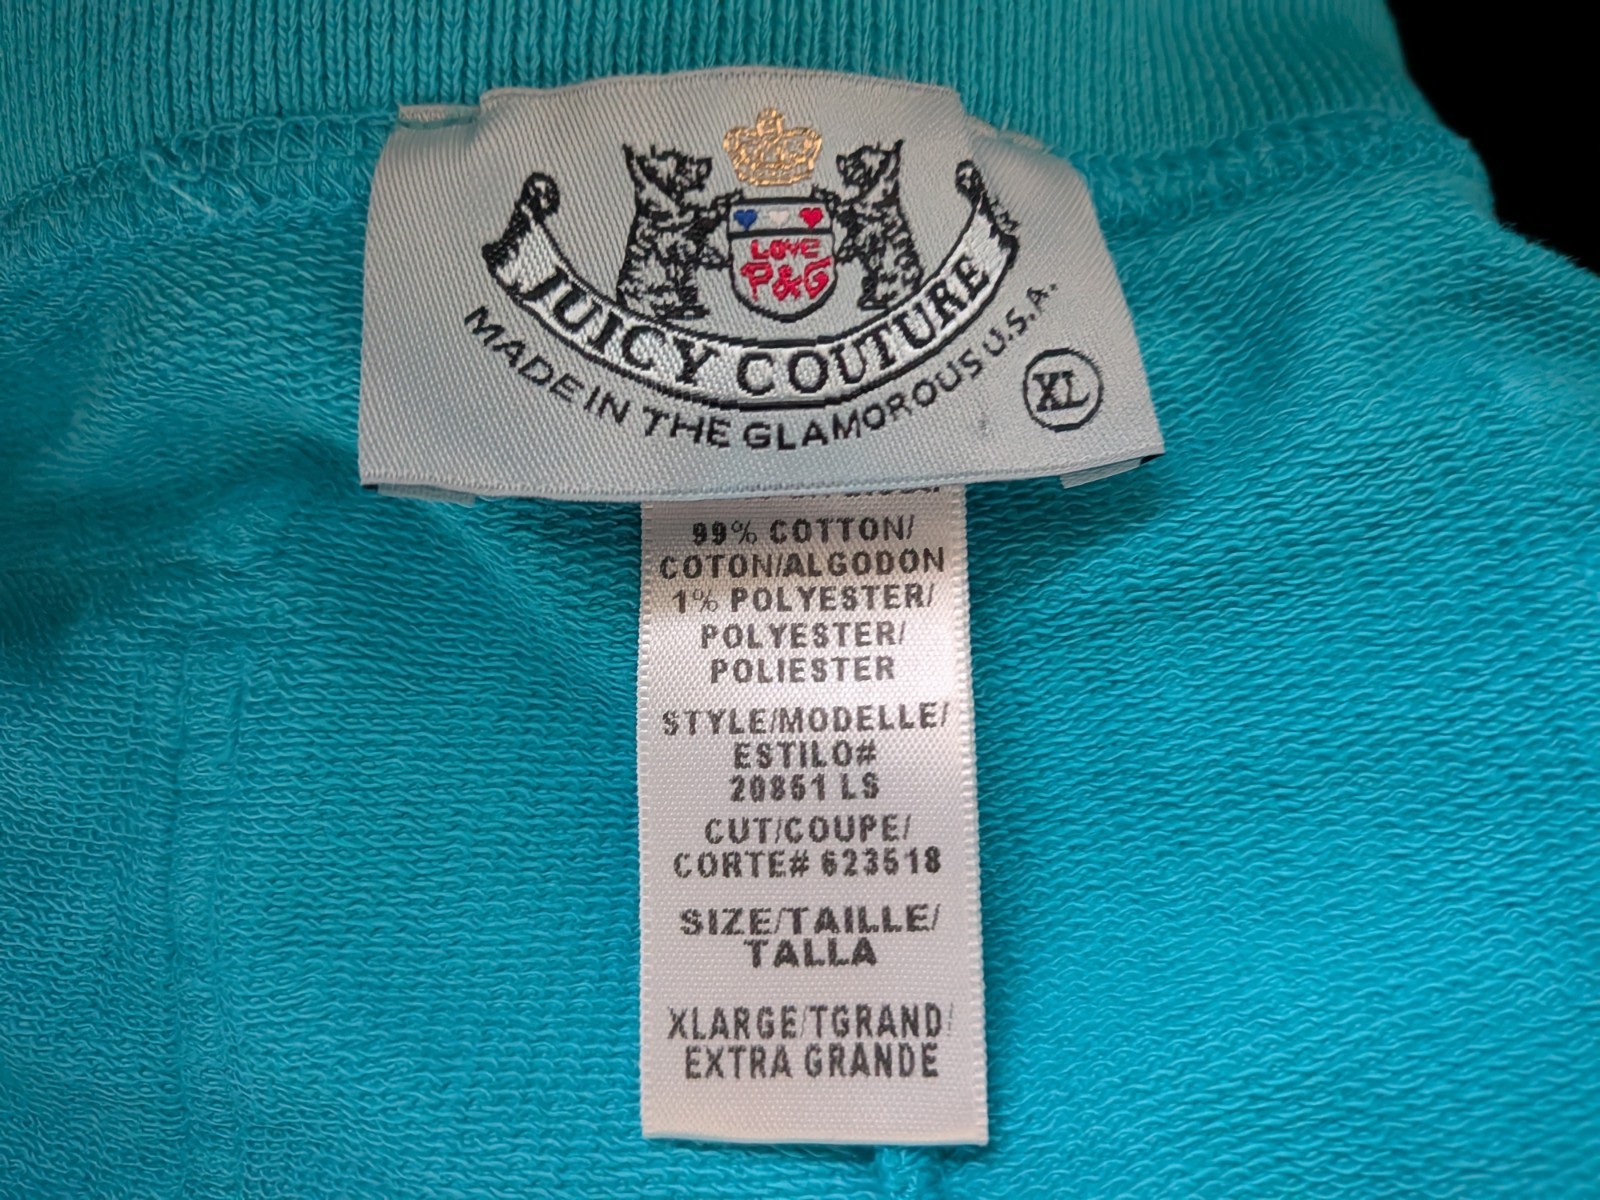 LOVE
P&G
JUICY COUTURE
MADE IN THE GLAMOROUS U.S.A.
XL
99% COTTON/
COTON/ALGODON
1% POLYESTER/
POLYESTER/
POLIESTER
STYLE/MODELLE/
ESTILO#
20851 LS
CUT/COUPE/
CORTE# 623518
SIZE/TAILLE/
TALLA
XLARGE/TGRAND/
EXTRA GRANDE